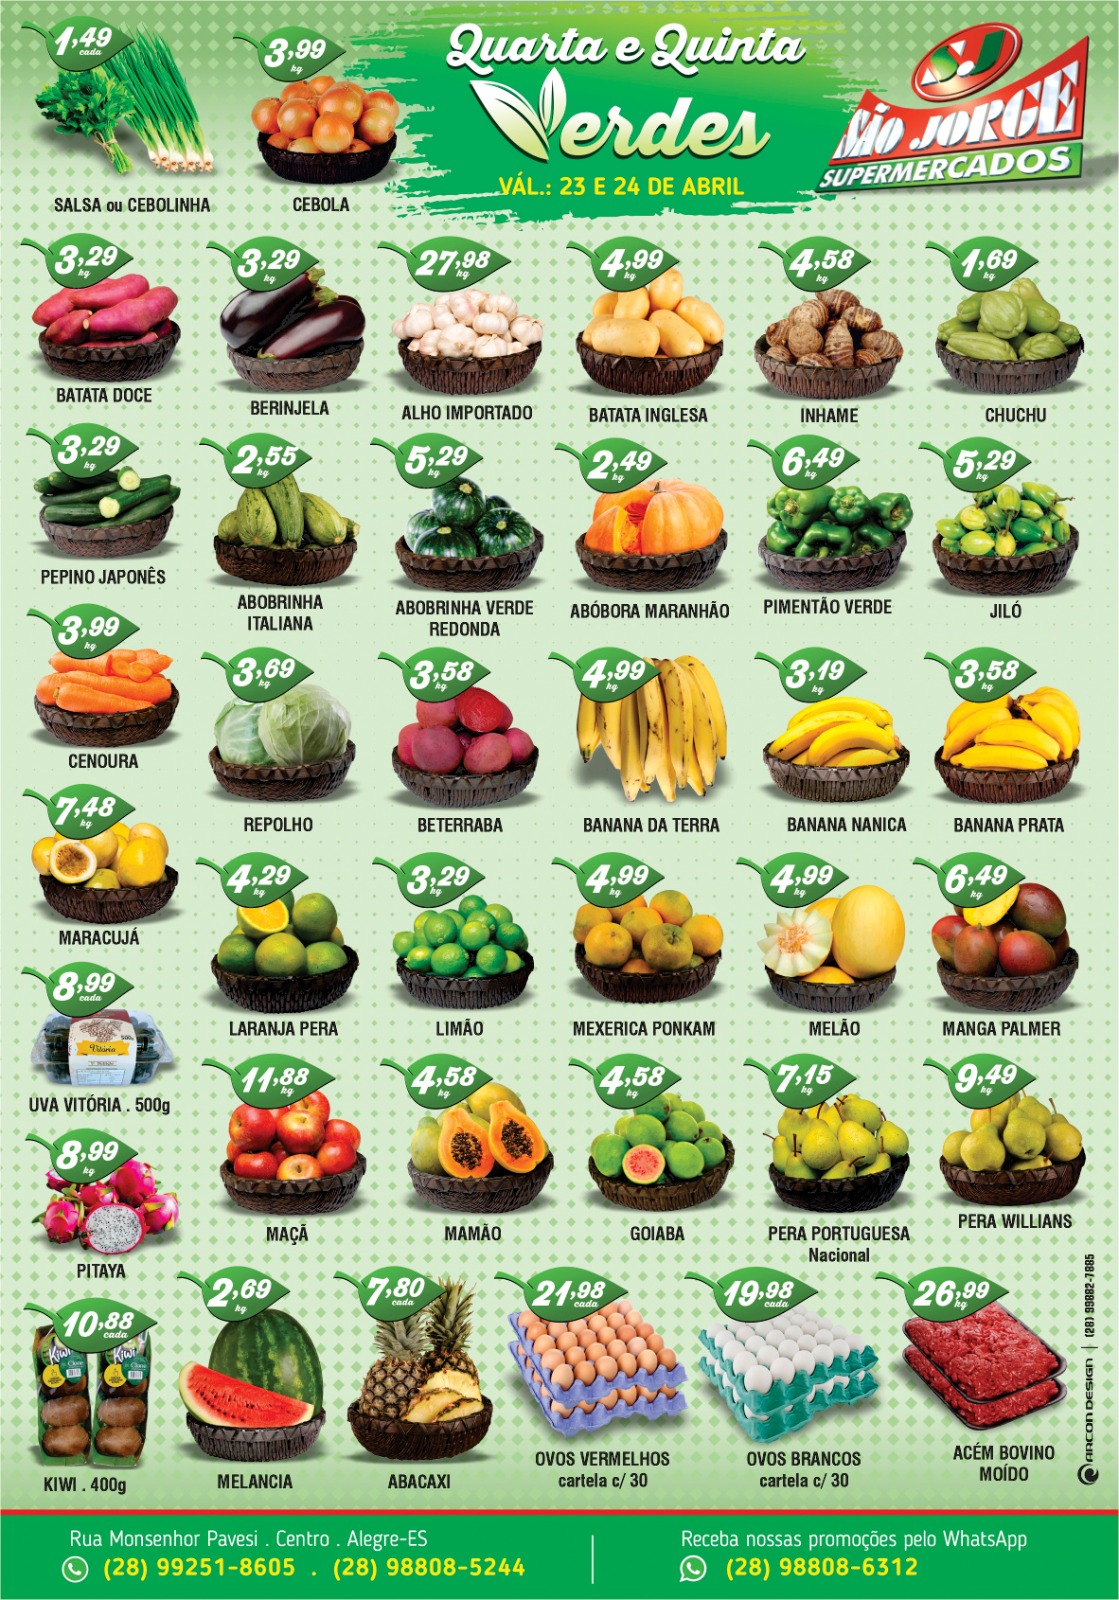 Quarta e Quinta
Verdes
VÁL.: 23 E 24 DE ABRIL
SJ
SÃO JORGE
SUPERMERCADOS
1,49
cada
SALSA ou CEBOLINHA
3,99
kg
CEBOLA
3,29
kg
BATATA DOCE
3,29
kg
BERINJELA
27,98
kg
ALHO IMPORTADO
4,99
kg
BATATA INGLESA
4,58
kg
INHAME
1,69
kg
CHUCHU
3,29
kg
PEPINO JAPONÊS
2,55
kg
ABOBRINHA
ITALIANA
5,29
kg
ABOBRINHA VERDE
REDONDA
2,49
kg
ABÓBORA MARANHÃO
6,49
kg
PIMENTÃO VERDE
5,29
kg
JILÓ
3,99
kg
CENOURA
3,69
kg
REPOLHO
3,58
kg
BETERRABA
4,99
kg
BANANA DA TERRA
3,19
kg
BANANA NANICA
3,58
kg
BANANA PRATA
7,48
kg
MARACUJÁ
4,29
kg
LARANJA PERA
3,29
kg
LIMÃO
4,99
kg
MEXERICA PONKAM
4,99
kg
MELÃO
6,49
kg
MANGA PALMER
8,99
cada
Vitória
500g
UVA VITÓRIA . 500g
11,88
kg
MAÇÃ
4,58
kg
MAMÃO
4,58
kg
GOIABA
7,15
kg
PERA PORTUGUESA
Nacional
9,49
kg
PERA WILLIANS
8,99
kg
PITAYA
10,88
cada
Kiwi
Kiwi
KIWI . 400g
2,69
kg
MELANCIA
7,80
cada
ABACAXI
21,98
cada
OVOS VERMELHOS
cartela c/ 30
19,98
cada
OVOS BRANCOS
cartela c/ 30
26,99
kg
ACÉM BOVINO
MOÍDO
ARCON DESIGN | (28) 99882-7885
Rua Monsenhor Pavesi . Centro . Alegre-ES
(28) 99251-8605 . (28) 98808-5244
Receba nossas promoções pelo WhatsApp
(28) 98808-6312